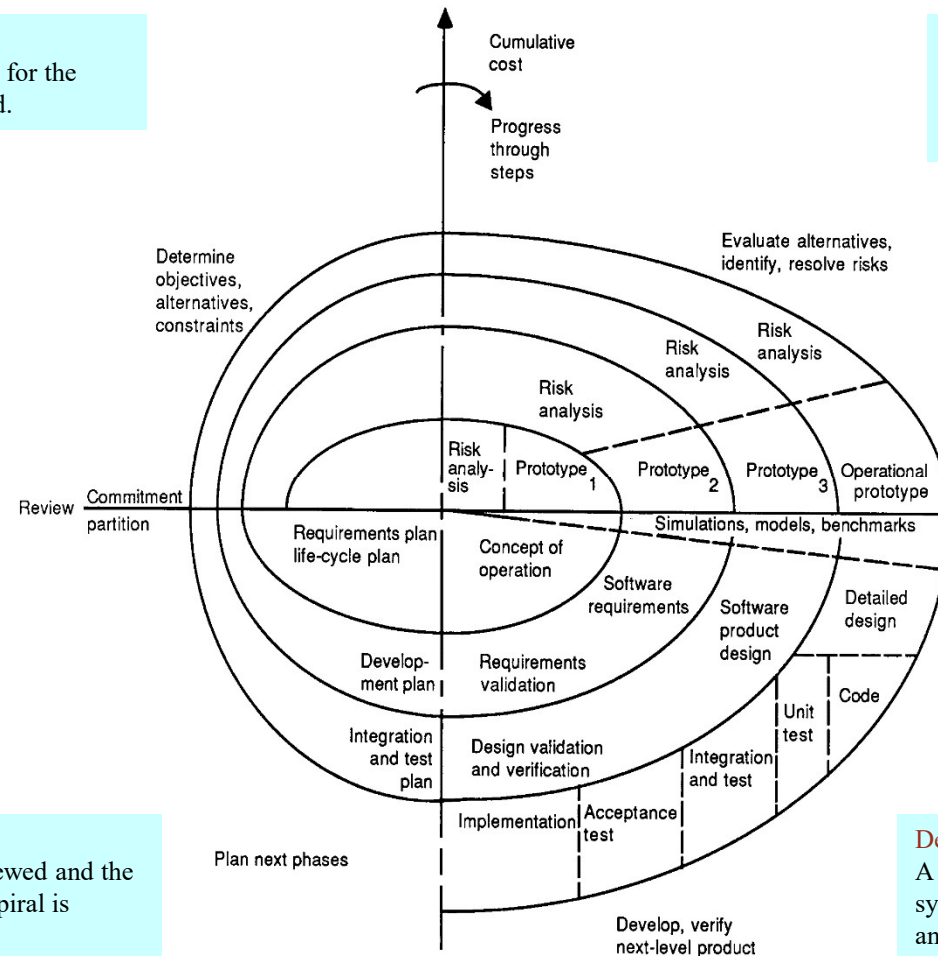 for the
d.
Cumulative
cost
Progress
through
steps
Determine
objectives,
alternatives,
constraints
Evaluate alternatives,
identify, resolve risks
Risk
analysis
Risk
analysis
Risk
analysis
Risk
analy-
sis
Prototype 1
Prototype 2
Prototype 3
Operational
prototype
Review
Commitment
partition
Simulations, models, benchmarks
Requirements plan
life-cycle plan
Concept of
operation
Software
requirements
Software
product
design
Detailed
design
Develop-
ment plan
Requirements
validation
Unit
test
Code
Integration
and test
plan
Design validation
and verification
Integration
and test
Implementation
Acceptance
test
Plan next phases
Develop, verify
next-level product
ewed and the
piral is
De
A
sy
an